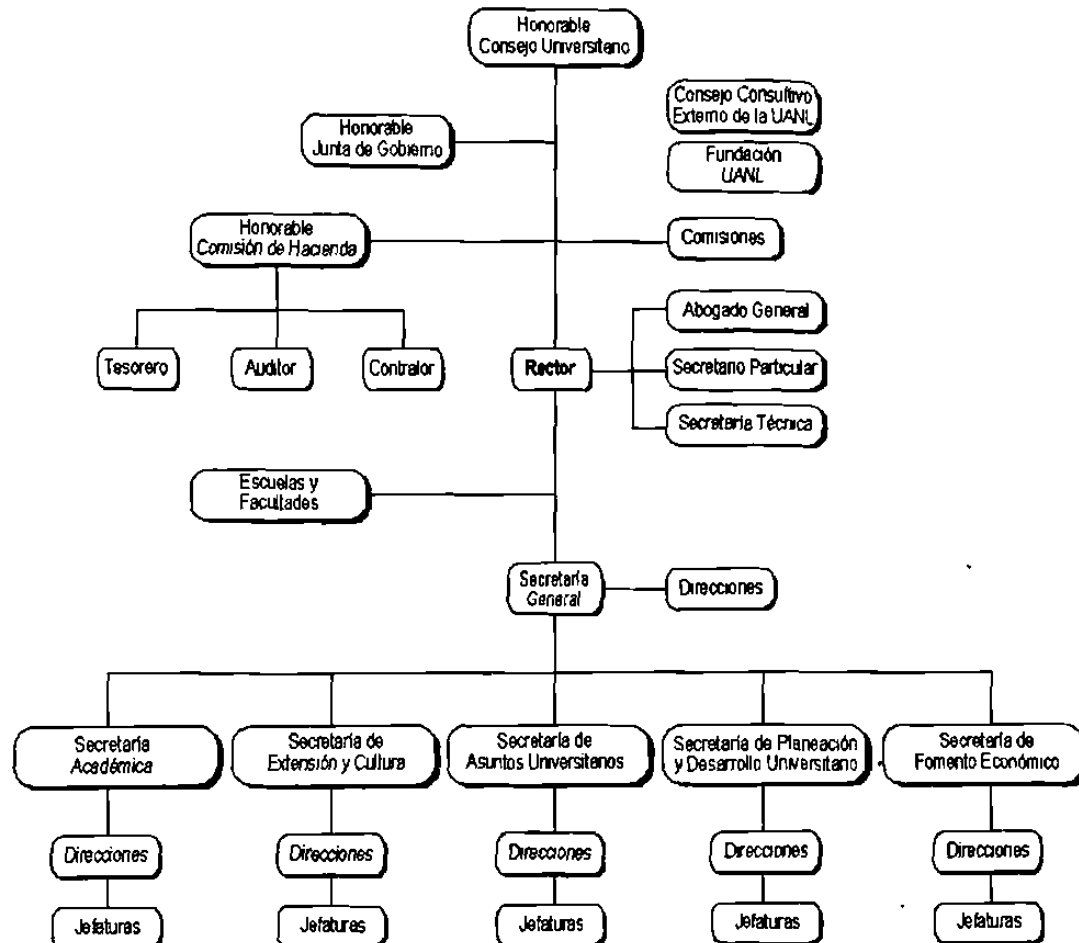 Honorable
Consejo Universitario
Consejo Consultivo
Externo de la UANL
Honorable
Junta de Gobierno
Fundación
UANL
Honorable
Comisión de Hacienda
Comisiones
Abogado General
Tesorero
Auditor
Contralor
Rector
Secretario Particular
Secretaría Técnica
Escuelas y
Facultades
Secretaría
General
Direcciones
Secretaría
Académica
Secretaría de
Extensión y Cultura
Secretaría de
Asuntos Universitarios
Secretaría de Planeación
y Desarrollo Universitario
Secretaría de
Fomento Económico
Direcciones
Direcciones
Direcciones
Direcciones
Direcciones
Jefaturas
Jefaturas
Jefaturas
Jefaturas
Jefaturas